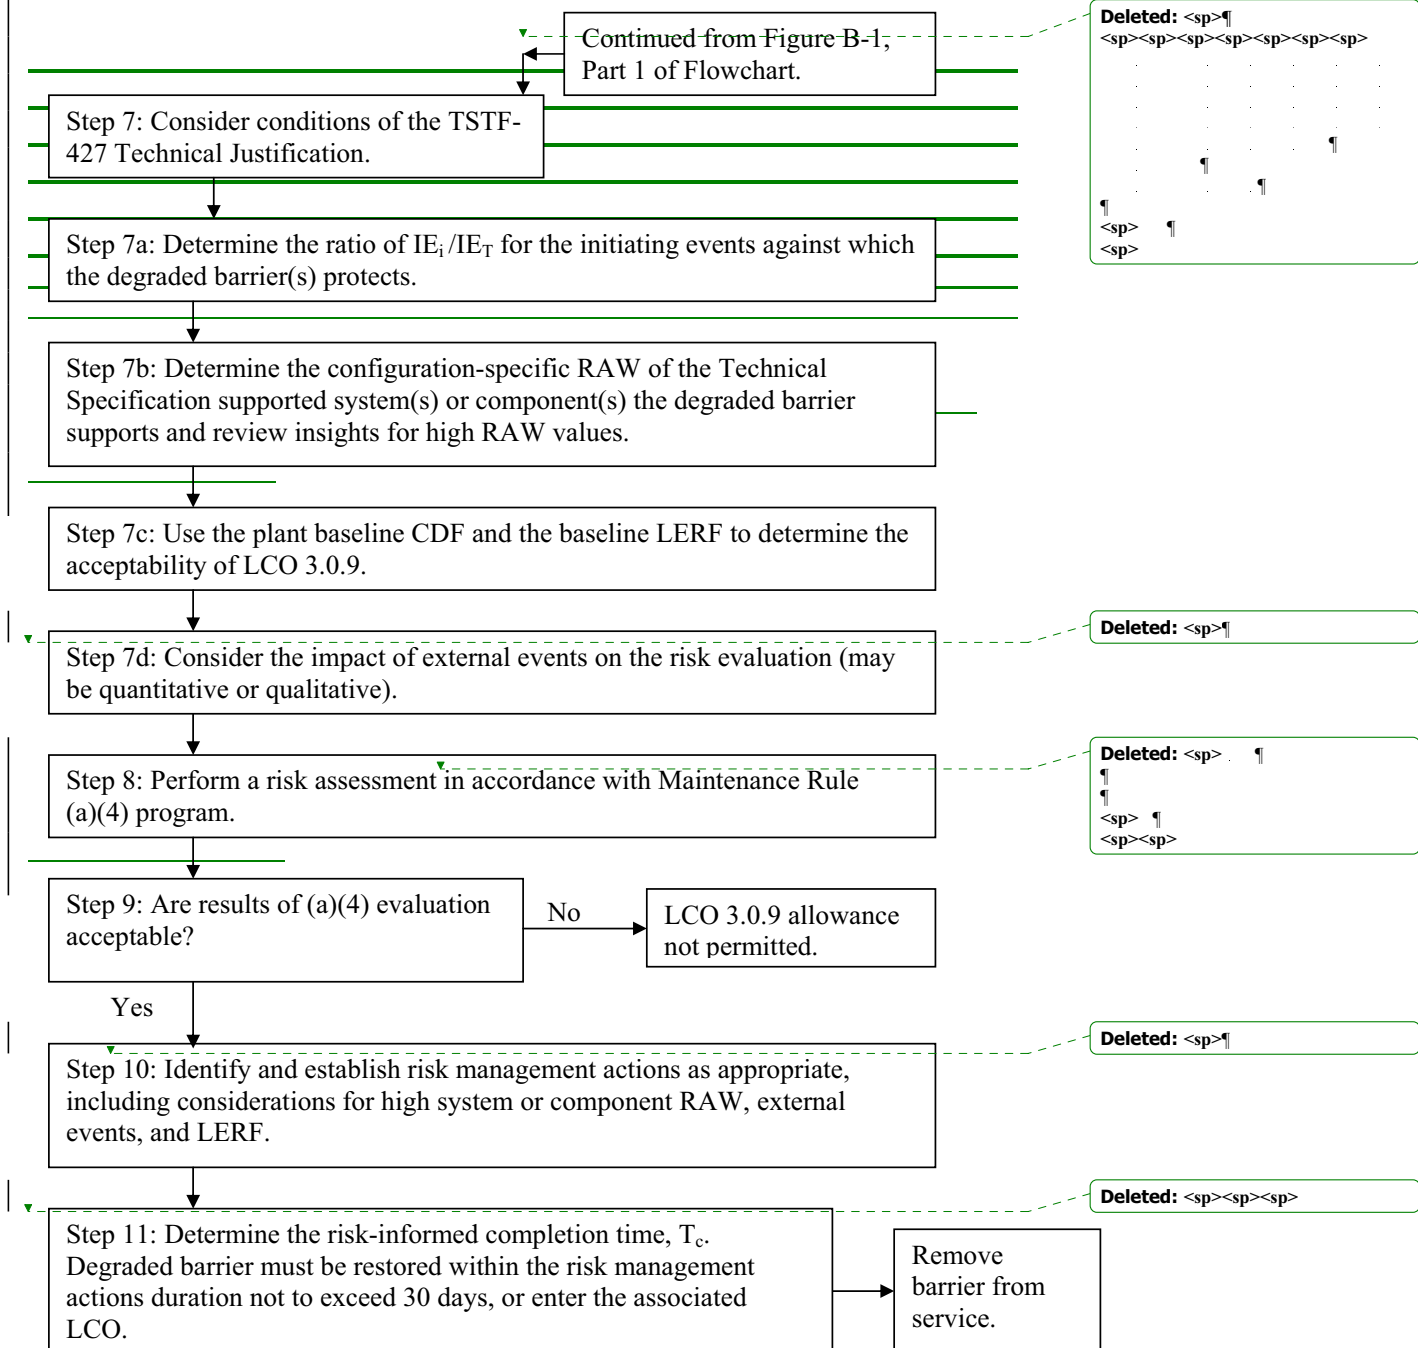 Continued from Figure B-1,
Part 1 of Flowchart.
Step 7: Consider conditions of the TSTF-
427 Technical Justification.
Step 7a: Determine the ratio of IEi /IET for the initiating events against which
the degraded barrier(s) protects.
Step 7b: Determine the configuration-specific RAW of the Technical
Specification supported system(s) or component(s) the degraded barrier
supports and review insights for high RAW values.
Step 7c: Use the plant baseline CDF and the baseline LERF to determine the
acceptability of LCO 3.0.9.
Step 7d: Consider the impact of external events on the risk evaluation (may
be quantitative or qualitative).
Step 8: Perform a risk assessment in accordance with Maintenance Rule
(a)(4) program.
Step 9: Are results of (a)(4) evaluation
acceptable?
No
LCO 3.0.9 allowance
not permitted.
Yes
Step 10: Identify and establish risk management actions as appropriate,
including considerations for high system or component RAW, external
events, and LERF.
Step 11: Determine the risk-informed completion time, Tc.
Degraded barrier must be restored within the risk management
actions duration not to exceed 30 days, or enter the associated
LCO.
Remove
barrier from
service.
Deleted: <sp>¶
<sp><sp><sp><sp><sp><sp><sp>
¶
¶
¶
¶
<sp> ¶
<sp>
Deleted: <sp>¶
Deleted: <sp> . ¶
¶
¶
<sp> ¶
<sp><sp>
Deleted: <sp>¶
Deleted: <sp><sp><sp>